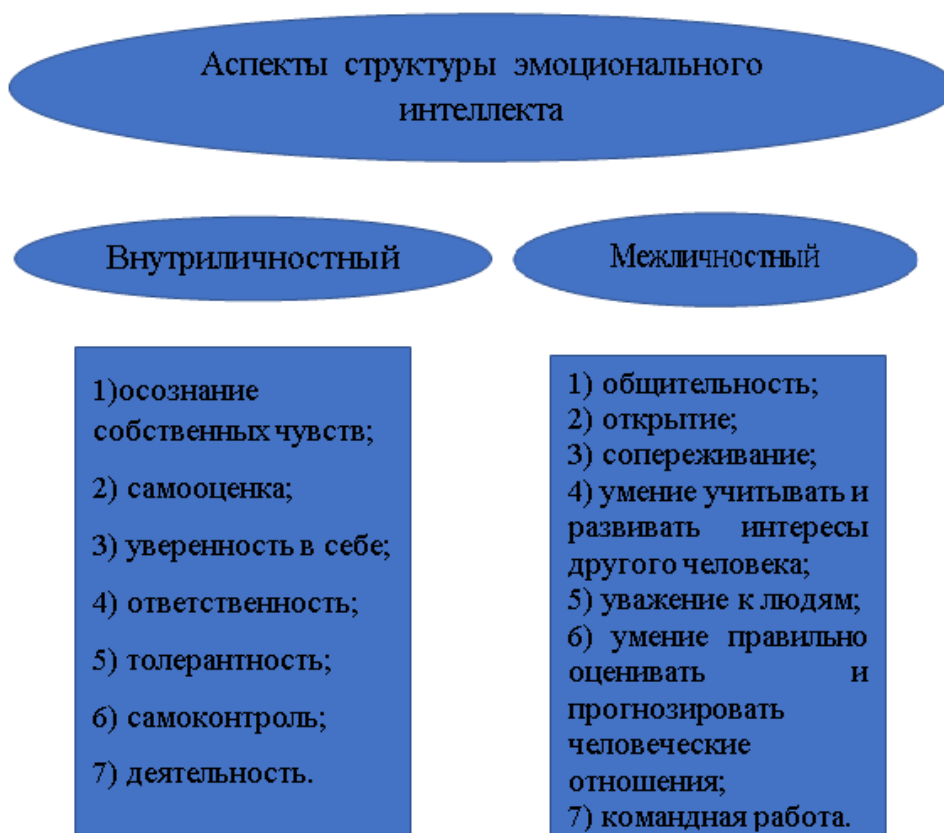 Аспекты структуры эмоционального
интеллекта
Внутриличностный
Межличностный
1)осознание
собственных чувств;
2) самооценка;
3) уверенность в себе;
4) ответственность;
5) толерантность;
6) самоконтроль;
7) деятельность.
1) общительность;
2) открытие;
3) сопереживание;
4) умение учитывать и
развивать интересы
другого человека;
5) уважение к людям;
6) умение правильно
оценивать и
прогнозировать
человеческие
отношения;
7) командная работа.